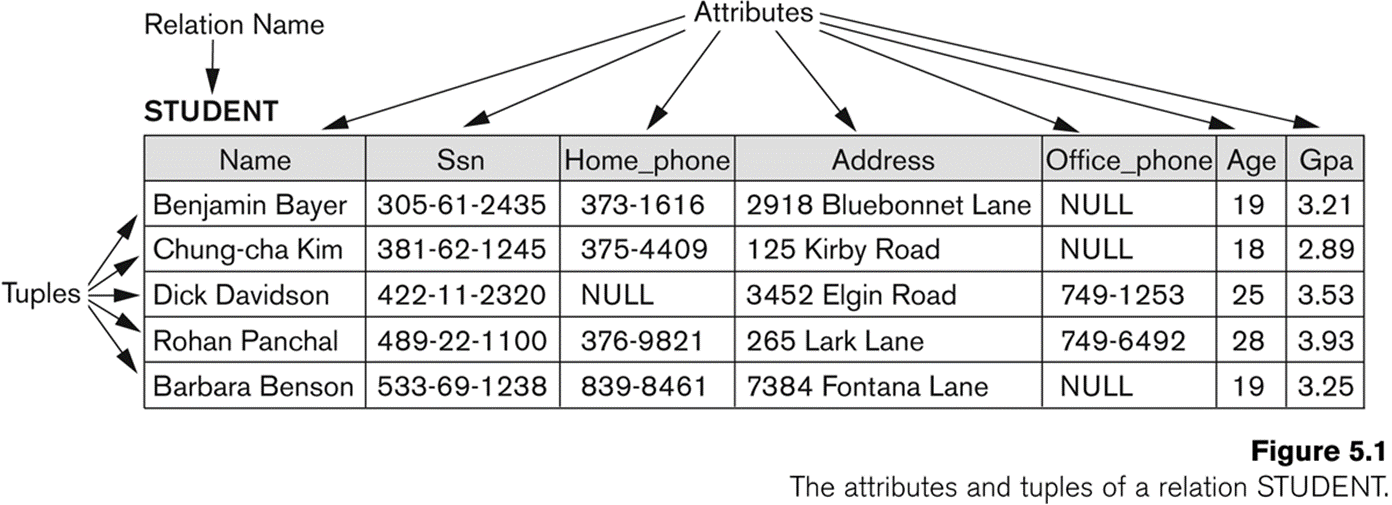 Attributes
Relation Name
STUDENT
Name Ssn Home_phone Address Office_phone Age Gpa
Benjamin Bayer 305-61-2435 373-1616 2918 Bluebonnet Lane NULL 19 3.21
Chung-cha Kim 381-62-1245 375-4409 125 Kirby Road NULL 18 2.89
Tuples Dick Davidson 422-11-2320 NULL 3452 Elgin Road 749-1253 25 3.53
Rohan Panchal 489-22-1100 376-9821 265 Lark Lane 749-6492 28 3.93
Barbara Benson 533-69-1238 839-8461 7384 Fontana Lane NULL 19 3.25
Figure 5.1
The attributes and tuples of a relation STUDENT.